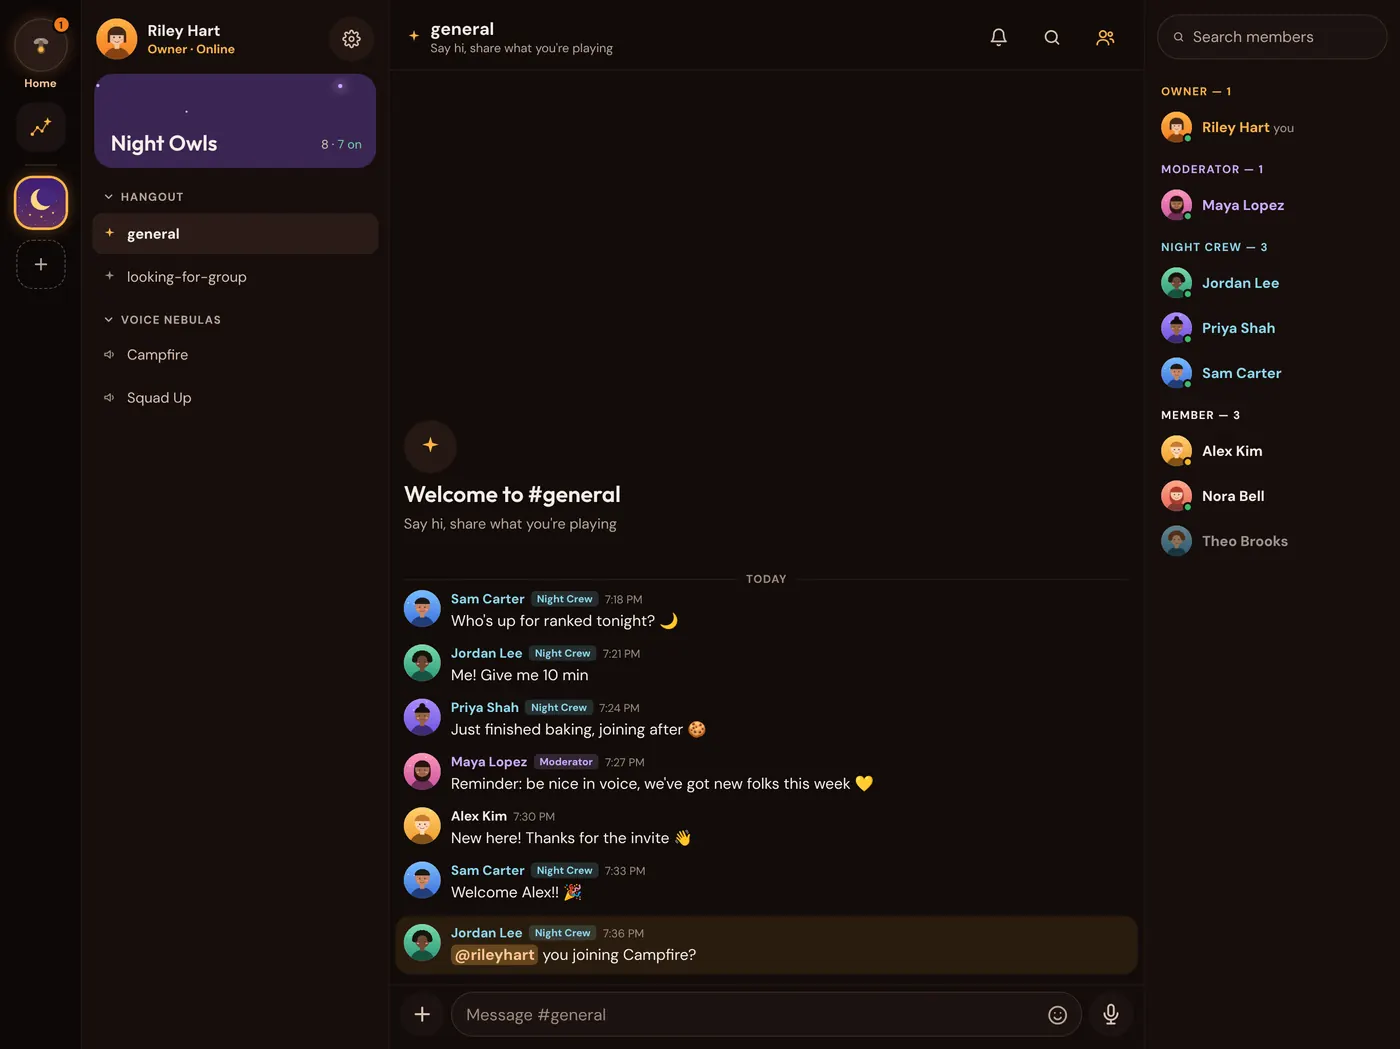 1
Home
Riley Hart
Owner · Online
Night Owls
8 · 7 on
HANGOUT
general
looking-for-group
VOICE NEBULAS
Campfire
Squad Up
general
Say hi, share what you're playing
Welcome to #general
Say hi, share what you're playing
TODAY
Sam Carter Night Crew 7:18 PM
Who's up for ranked tonight? 🌙
Jordan Lee Night Crew 7:21 PM
Me! Give me 10 min
Priya Shah Night Crew 7:24 PM
Just finished baking, joining after 🍪
Maya Lopez Moderator 7:27 PM
Reminder: be nice in voice, we've got new folks this week 💛
Alex Kim 7:30 PM
New here! Thanks for the invite 👋
Sam Carter Night Crew 7:33 PM
Welcome Alex!! 🎉
Jordan Lee Night Crew 7:36 PM
@rileyhart you joining Campfire?
Message #general
Search members
OWNER — 1
Riley Hart you
MODERATOR — 1
Maya Lopez
NIGHT CREW — 3
Jordan Lee
Priya Shah
Sam Carter
MEMBER — 3
Alex Kim
Nora Bell
Theo Brooks